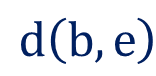 d(b, e)